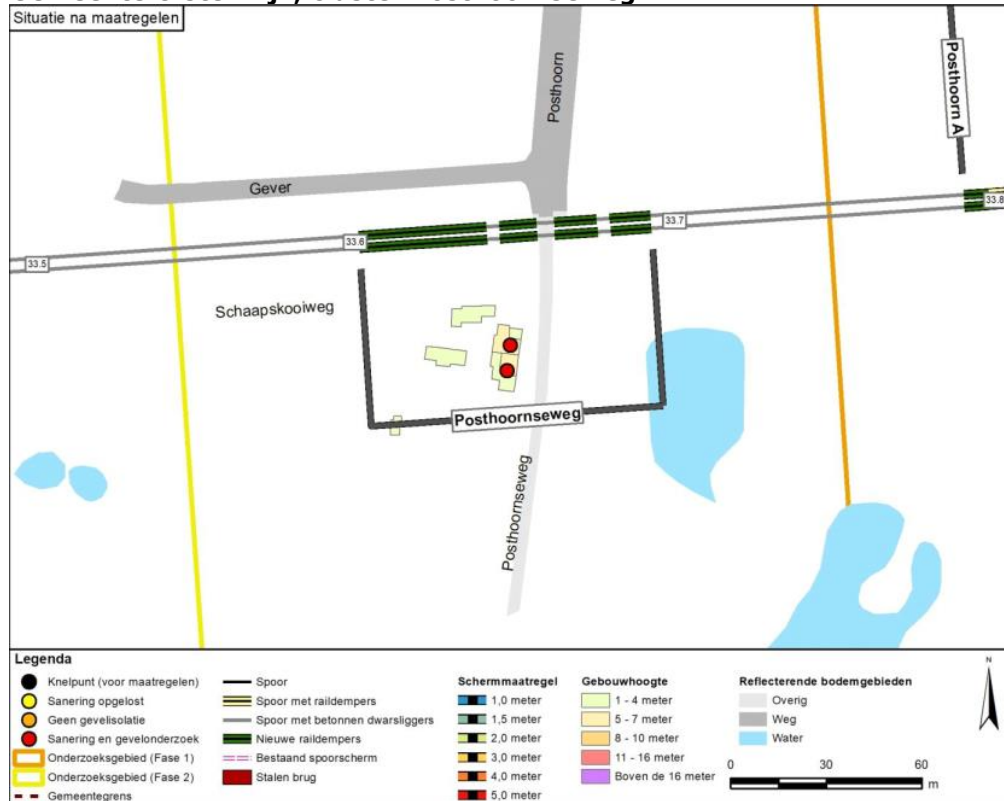 Situatie na maatregelen
Posthoorn
Posthoorn A
Gever
33.5
33.6
33.7
33.8
Schaapskooiweg
Posthoornseweg
Posthoornseweg
Legenda
Knelpunt (voor maatregelen)
Sanering opgelost
Geen gevelisolatie
Sanering en gevelonderzoek
Onderzoeksgebied (Fase 1)
Onderzoeksgebied (Fase 2)
Gemeentegrens
Spoor
Spoor met raildempers
Spoor met betonnen dwarsliggers
Nieuwe raildempers
Bestaand spoorscherm
Stalen brug
Schermmaatregel
1,0 meter
1,5 meter
2,0 meter
3,0 meter
4,0 meter
5,0 meter
Gebouwhoogte
1 - 4 meter
5 - 7 meter
8 - 10 meter
11 - 16 meter
Boven de 16 meter
Reflecterende bodemgebieden
Overig
Weg
Water
N
0 30 60
m